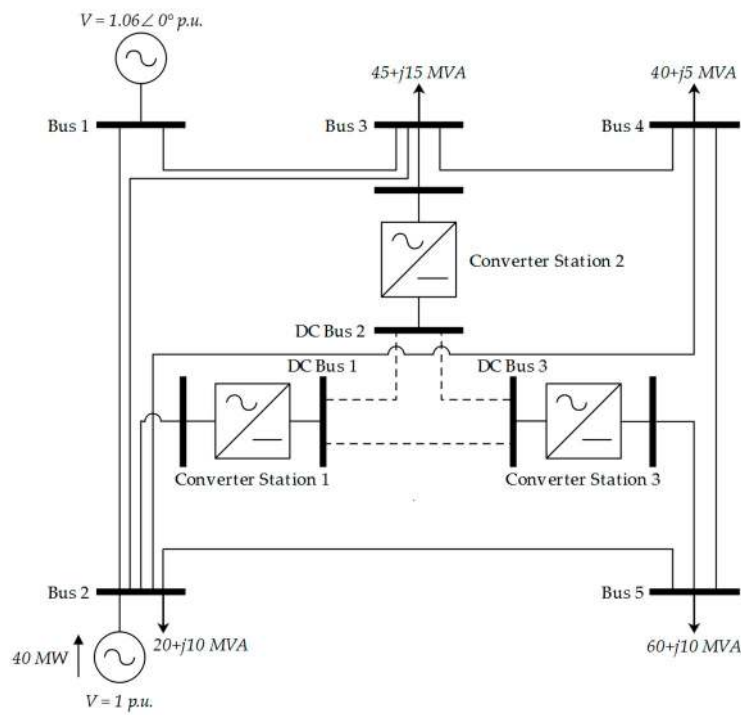 V = 1.06∠ 0° p.u.
45+j15 MVA
40+j5 MVA
Bus 1
Bus 3
Bus 4
Converter Station 2
DC Bus 2
DC Bus 1
DC Bus 3
Converter Station 1
Converter Station 3
Bus 2
Bus 5
40 MW
20+j10 MVA
60+j10 MVA
V = 1 p.u.